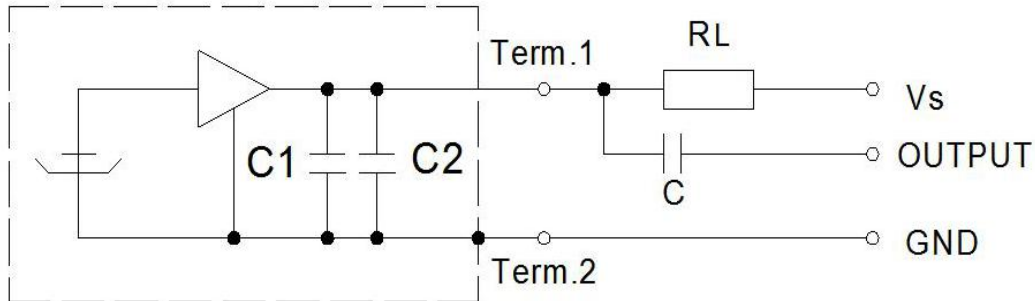 RL
Term.1
Vs
C1
C2
OUTPUT
C
GND
Term.2